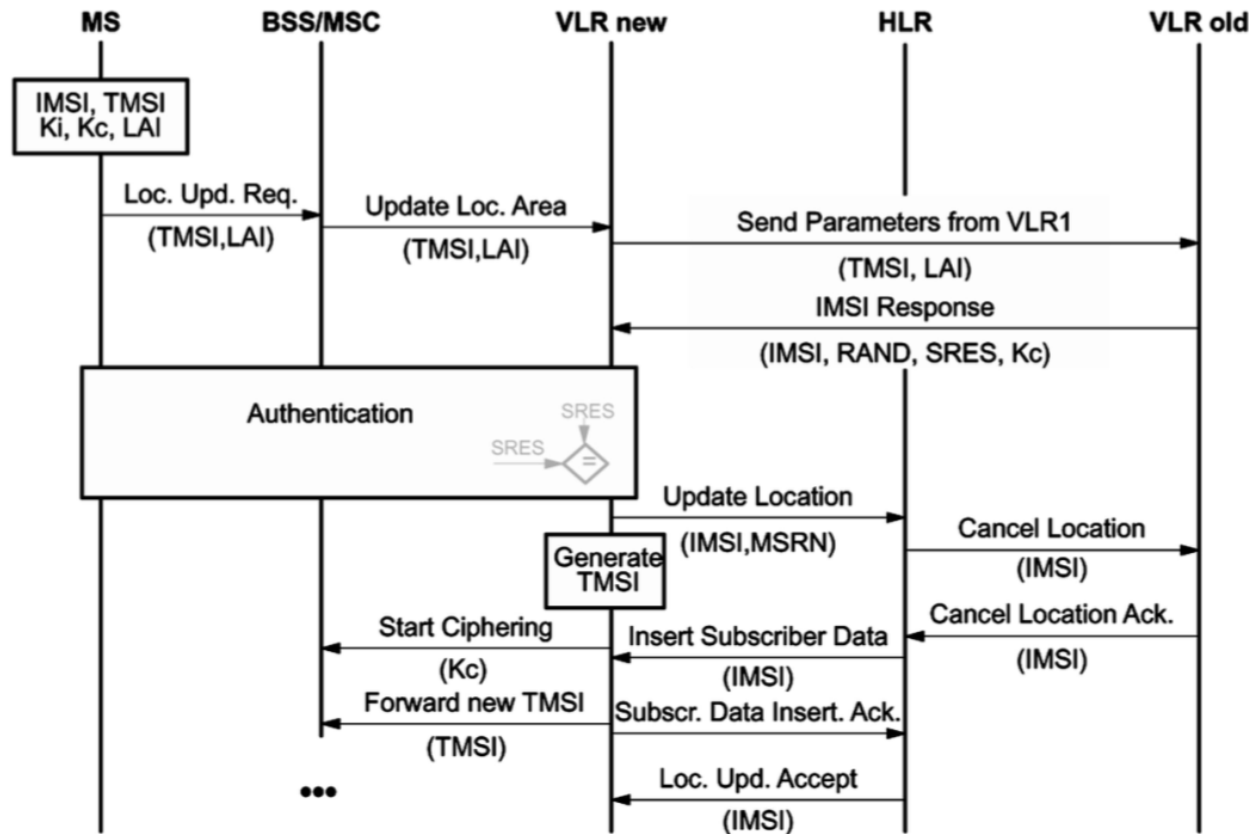 MS BSS/MSC VLR new HLR VLR old
IMSI, TMSI
Ki, Kc, LAI
Loc. Upd. Req.
(TMSI,LAI)
Update Loc. Area
(TMSI,LAI)
Send Parameters from VLR1
(TMSI, LAI)
IMSI Response
(IMSI, RAND, SRES, Kc)
Authentication
SRES
SRES
=
Update Location
(IMSI,MSRN)
Cancel Location
(IMSI)
Generate
TMSI
Cancel Location Ack.
(IMSI)
Start Ciphering
(Kc)
Insert Subscriber Data
(IMSI)
Forward new TMSI
(TMSI)
Subscr. Data Insert. Ack.
Loc. Upd. Accept
(IMSI)
•••